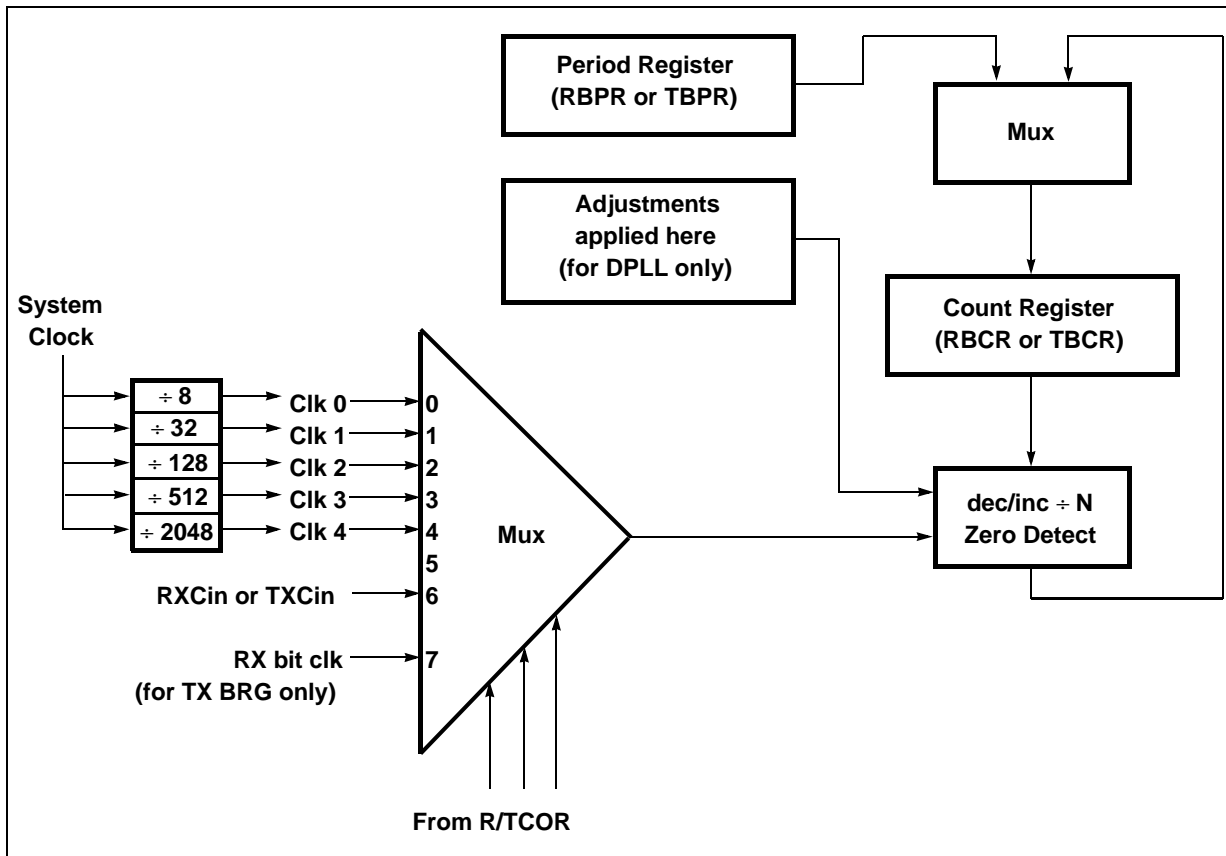 Period Register
(RBPR or TBPR)
Mux
Adjustments
applied here
(for DPLL only)
System
Clock
Count Register
(RBCR or TBCR)
÷ 8
Clk 0
0
÷ 32
Clk 1
1
÷ 128
Clk 2
2
÷ 512
Clk 3
3
÷ 2048
Clk 4
4
Mux
dec/inc ÷ N
Zero Detect
5
RXCin or TXCin
6
RX bit clk
(for TX BRG only)
7
From R/TCOR